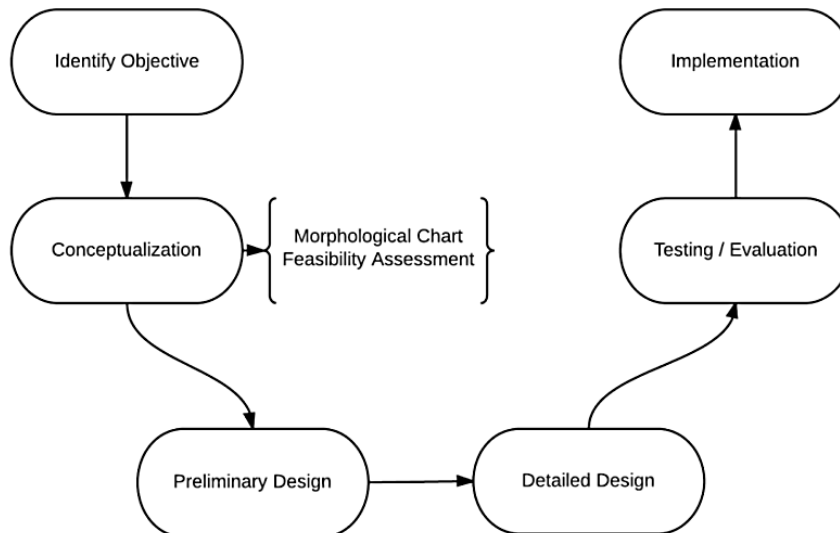 Identify Objective
Implementation
Conceptualization
Morphological Chart
Feasibility Assessment
Testing / Evaluation
Preliminary Design
Detailed Design